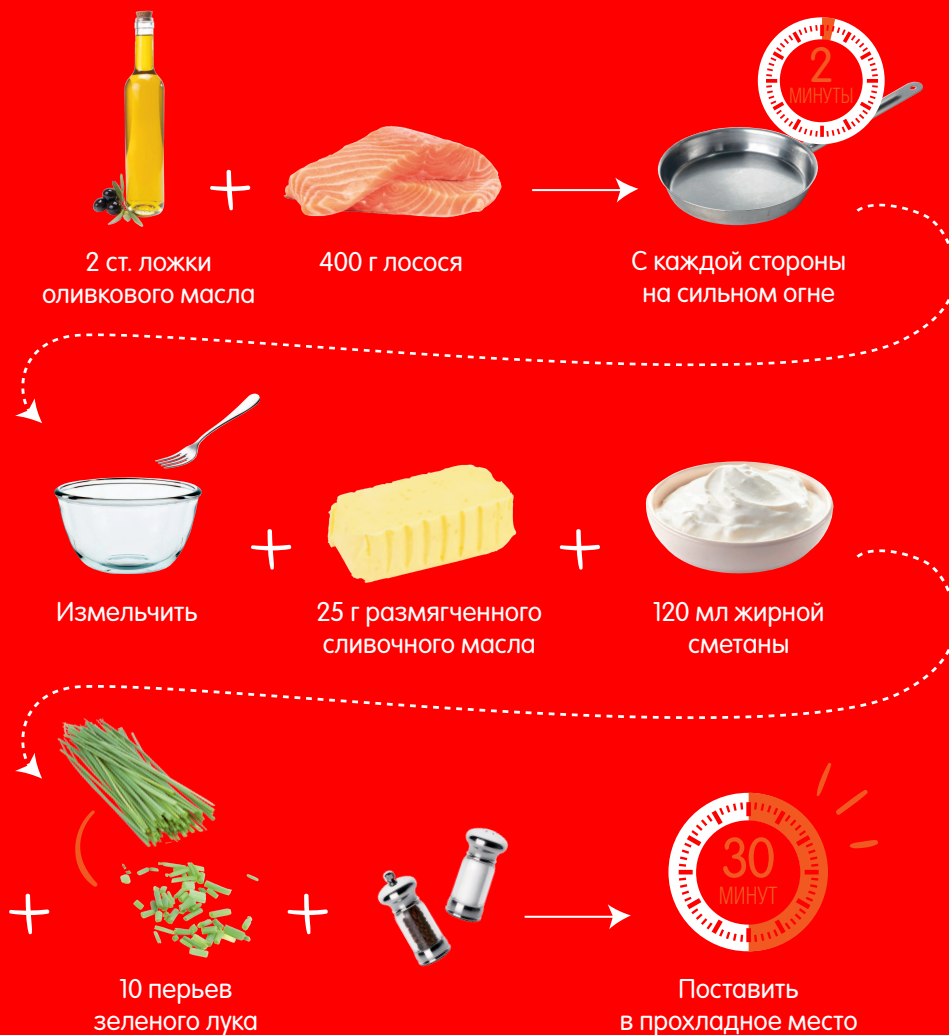 2
МИНУТЫ
2 ст. ложки
оливкового масла
400 г лосося
С каждой стороны
на сильном огне
Измельчить
25 г размягченного
сливочного масла
120 мл жирной
сметаны
30
МИНУТ
10 перьев
зеленого лука
Поставить
в прохладное место